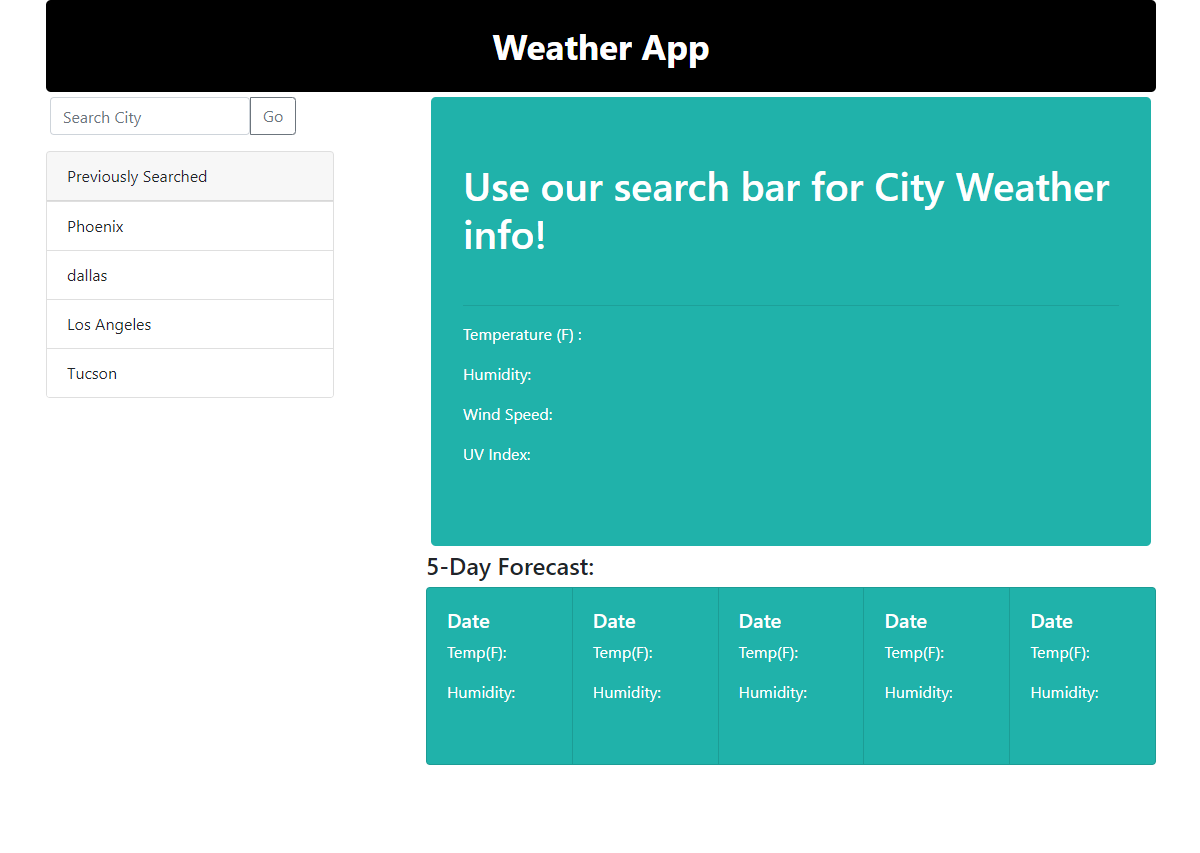 Weather App
Search City
Go
Previously Searched
Phoenix
dallas
Los Angeles
Tucson
Use our search bar for City Weather
info!
Temperature (F) :
Humidity:
Wind Speed:
UV Index:
5-Day Forecast:
Date
Temp(F):
Humidity:
Date
Temp(F):
Humidity:
Date
Temp(F):
Humidity:
Date
Temp(F):
Humidity:
Date
Temp(F):
Humidity: